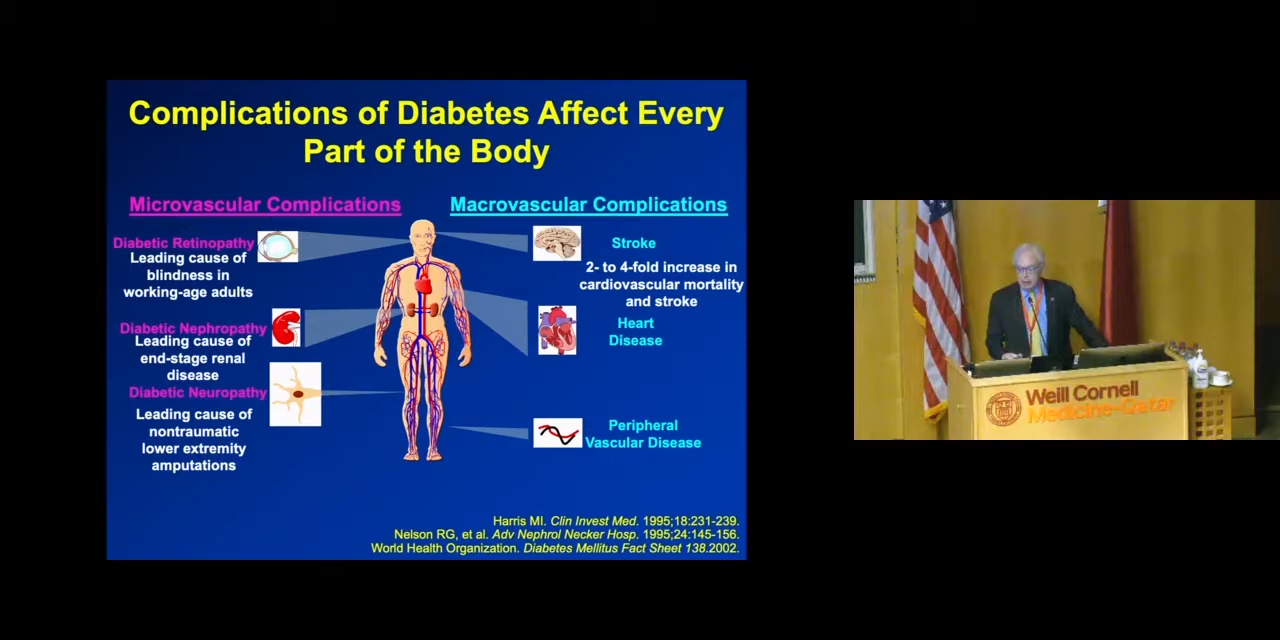 Complications of Diabetes Affect Every
Part of the Body
Microvascular Complications
Diabetic Retinopathy
Leading cause of
blindness in
working-age adults
Diabetic Nephropathy
Leading cause of
end-stage renal
disease
Diabetic Neuropathy
Leading cause of
nontraumatic
lower extremity
amputations
Macrovascular Complications
Stroke
2- to 4-fold increase in
cardiovascular mortality
and stroke
Heart
Disease
Peripheral
Vascular Disease
Harris MI. Clin Invest Med. 1995;18:231-239.
Nelson RG, et al. Adv Nephrol Necker Hosp. 1995;24:145-156.
World Health Organization. Diabetes Mellitus Fact Sheet 138.2002.
Weill Cornell
Medicine-Qatar